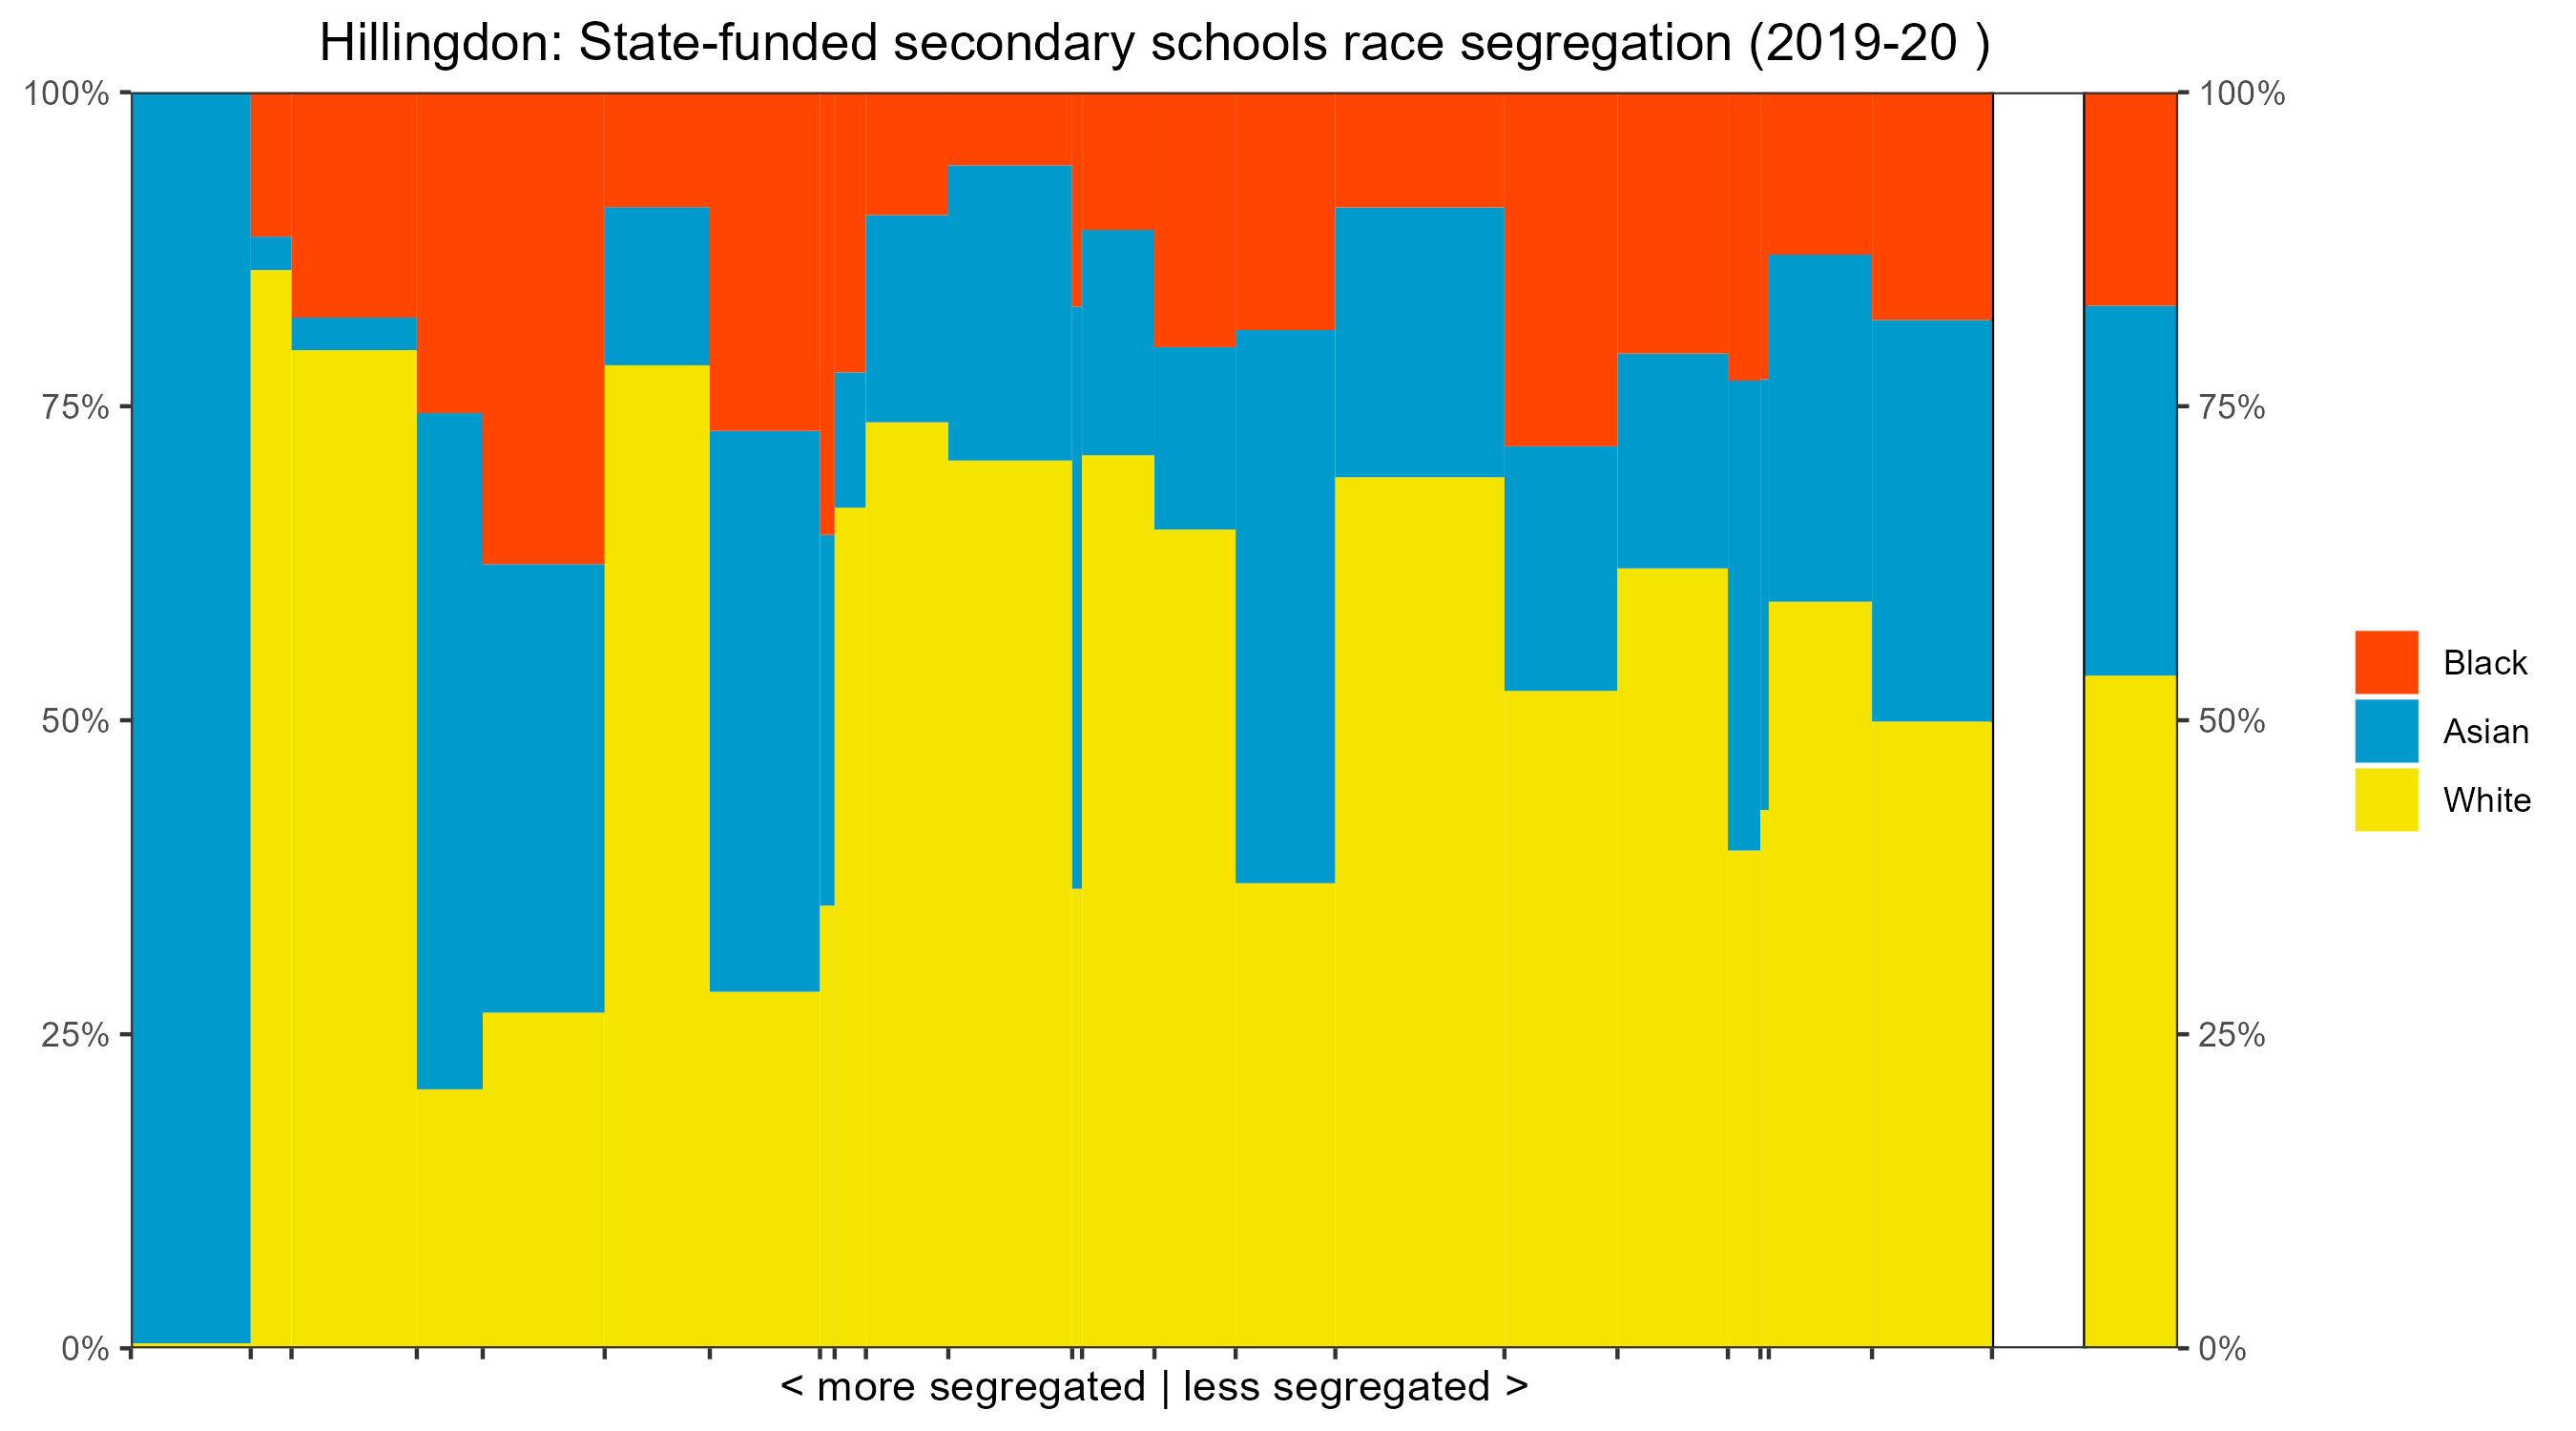 Hillingdon: State-funded secondary schools race segregation (2019-20 )
100%
75%
50%
25%
0%
100%
75%
50%
25%
0%
Black
Asian
White
< more segregated | less segregated >